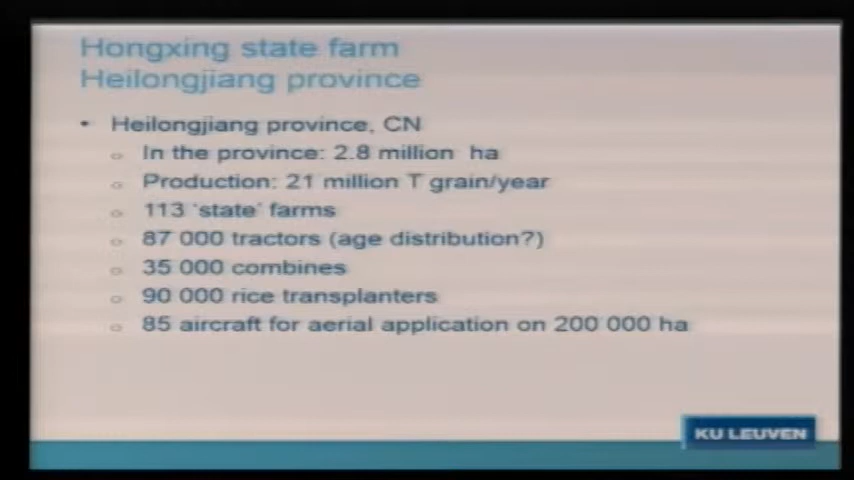 Hongxing state farm
Heilongjiang province
• Heilongjiang province, CN
o In the province: 2.8 million ha
o Production: 21 million T grain/year
o 113 'state' farms
o 87 000 tractors (age distribution?)
o 35 000 combines
o 90 000 rice transplanters
o 85 aircraft for aerial application on 200 000 ha
KU LEUVEN